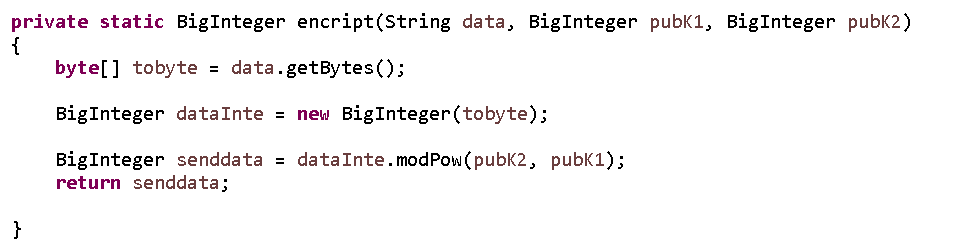 private static BigInteger encript(String data, BigInteger pubK1, BigInteger pubK2)
{
    byte[] tobyte = data.getBytes();
    BigInteger dataInte = new BigInteger(tobyte);
    BigInteger senddata = dataInte.modPow(pubK2, pubK1);
    return senddata;
}